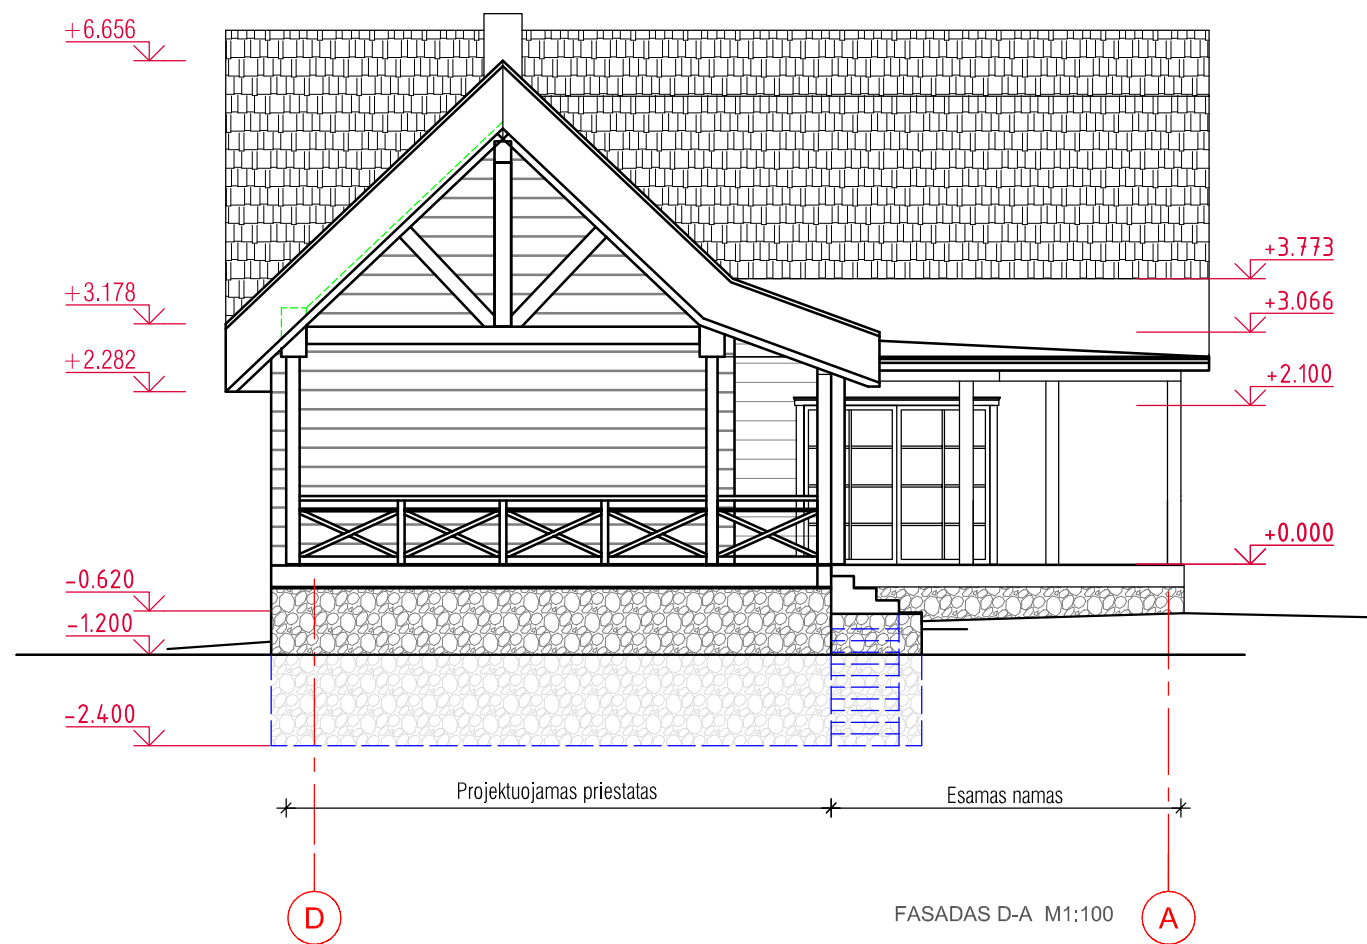 +6.656
+3.773
+3.178
+3.066
+2.282
+2.100
+0.000
-0.620
-1.200
-2.400
Projektuojamas priestatas
Esamas namas
D
FASADAS D-A M1:100
A